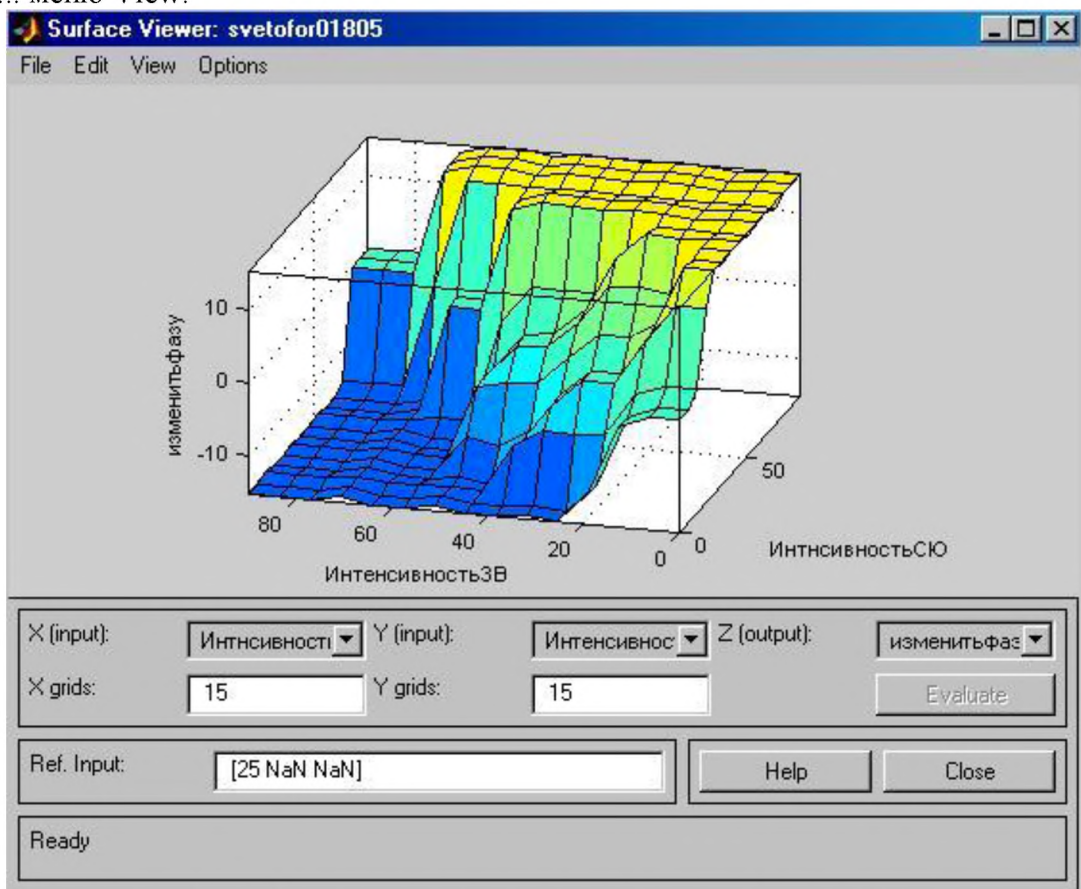 ... меню View.
Surface Viewer: svetofor01805
File Edit View Options
10
0
-10
изменитьфазу
80
60
40
20
0
0
50
ИнтенсивностьЗВ
ИнтнсивностьСЮ
X (input):
Интнсивності
Y (input):
Интенсивнос
Z (output):
изменитьфаз
X grids:
15
Y grids:
15
Evaluate
Ref. Input:
[25 NaN NaN]
Help
Close
Ready